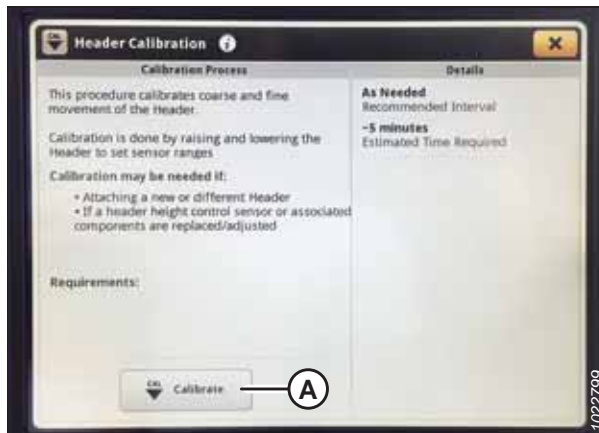 CAL
Header Calibration i
X
Calibration Process
Details
This procedure calibrates coarse and fine
movement of the Header.
Calibration is done by raising and lowering the
Header to set sensor ranges
Calibration may be needed if:
• Attaching a new or different Header
• If a header height control sensor or associated
components are replaced/adjusted
Requirements:
As Needed
Recommended Interval
~5 minutes
Estimated Time Required
CAL
Calibrate
A
1022799